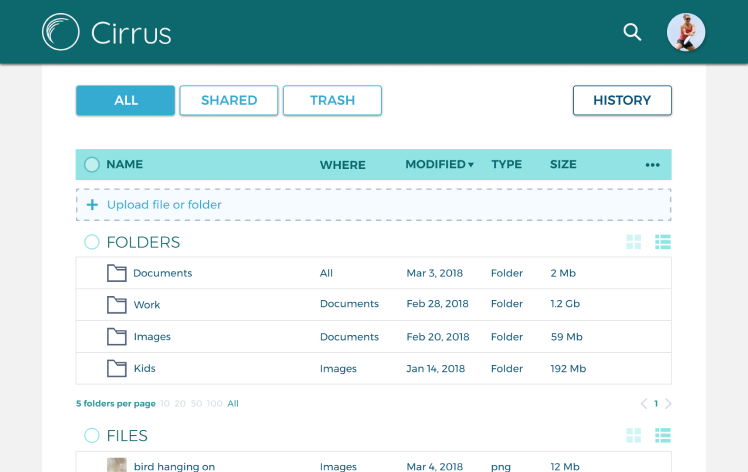 Cirrus
ALL SHARED TRASH HISTORY
NAME WHERE MODIFIED TYPE SIZE
+ Upload file or folder
FOLDERS
Documents All Mar 3, 2018 Folder 2 Mb
Work Documents Feb 28, 2018 Folder 1.2 Gb
Images Documents Feb 20, 2018 Folder 59 Mb
Kids Images Jan 14, 2018 Folder 192 Mb
5 folders per page 10 20 50 100 All 1
FILES
bird hanging on Images Mar 4, 2018 png 12 Mb